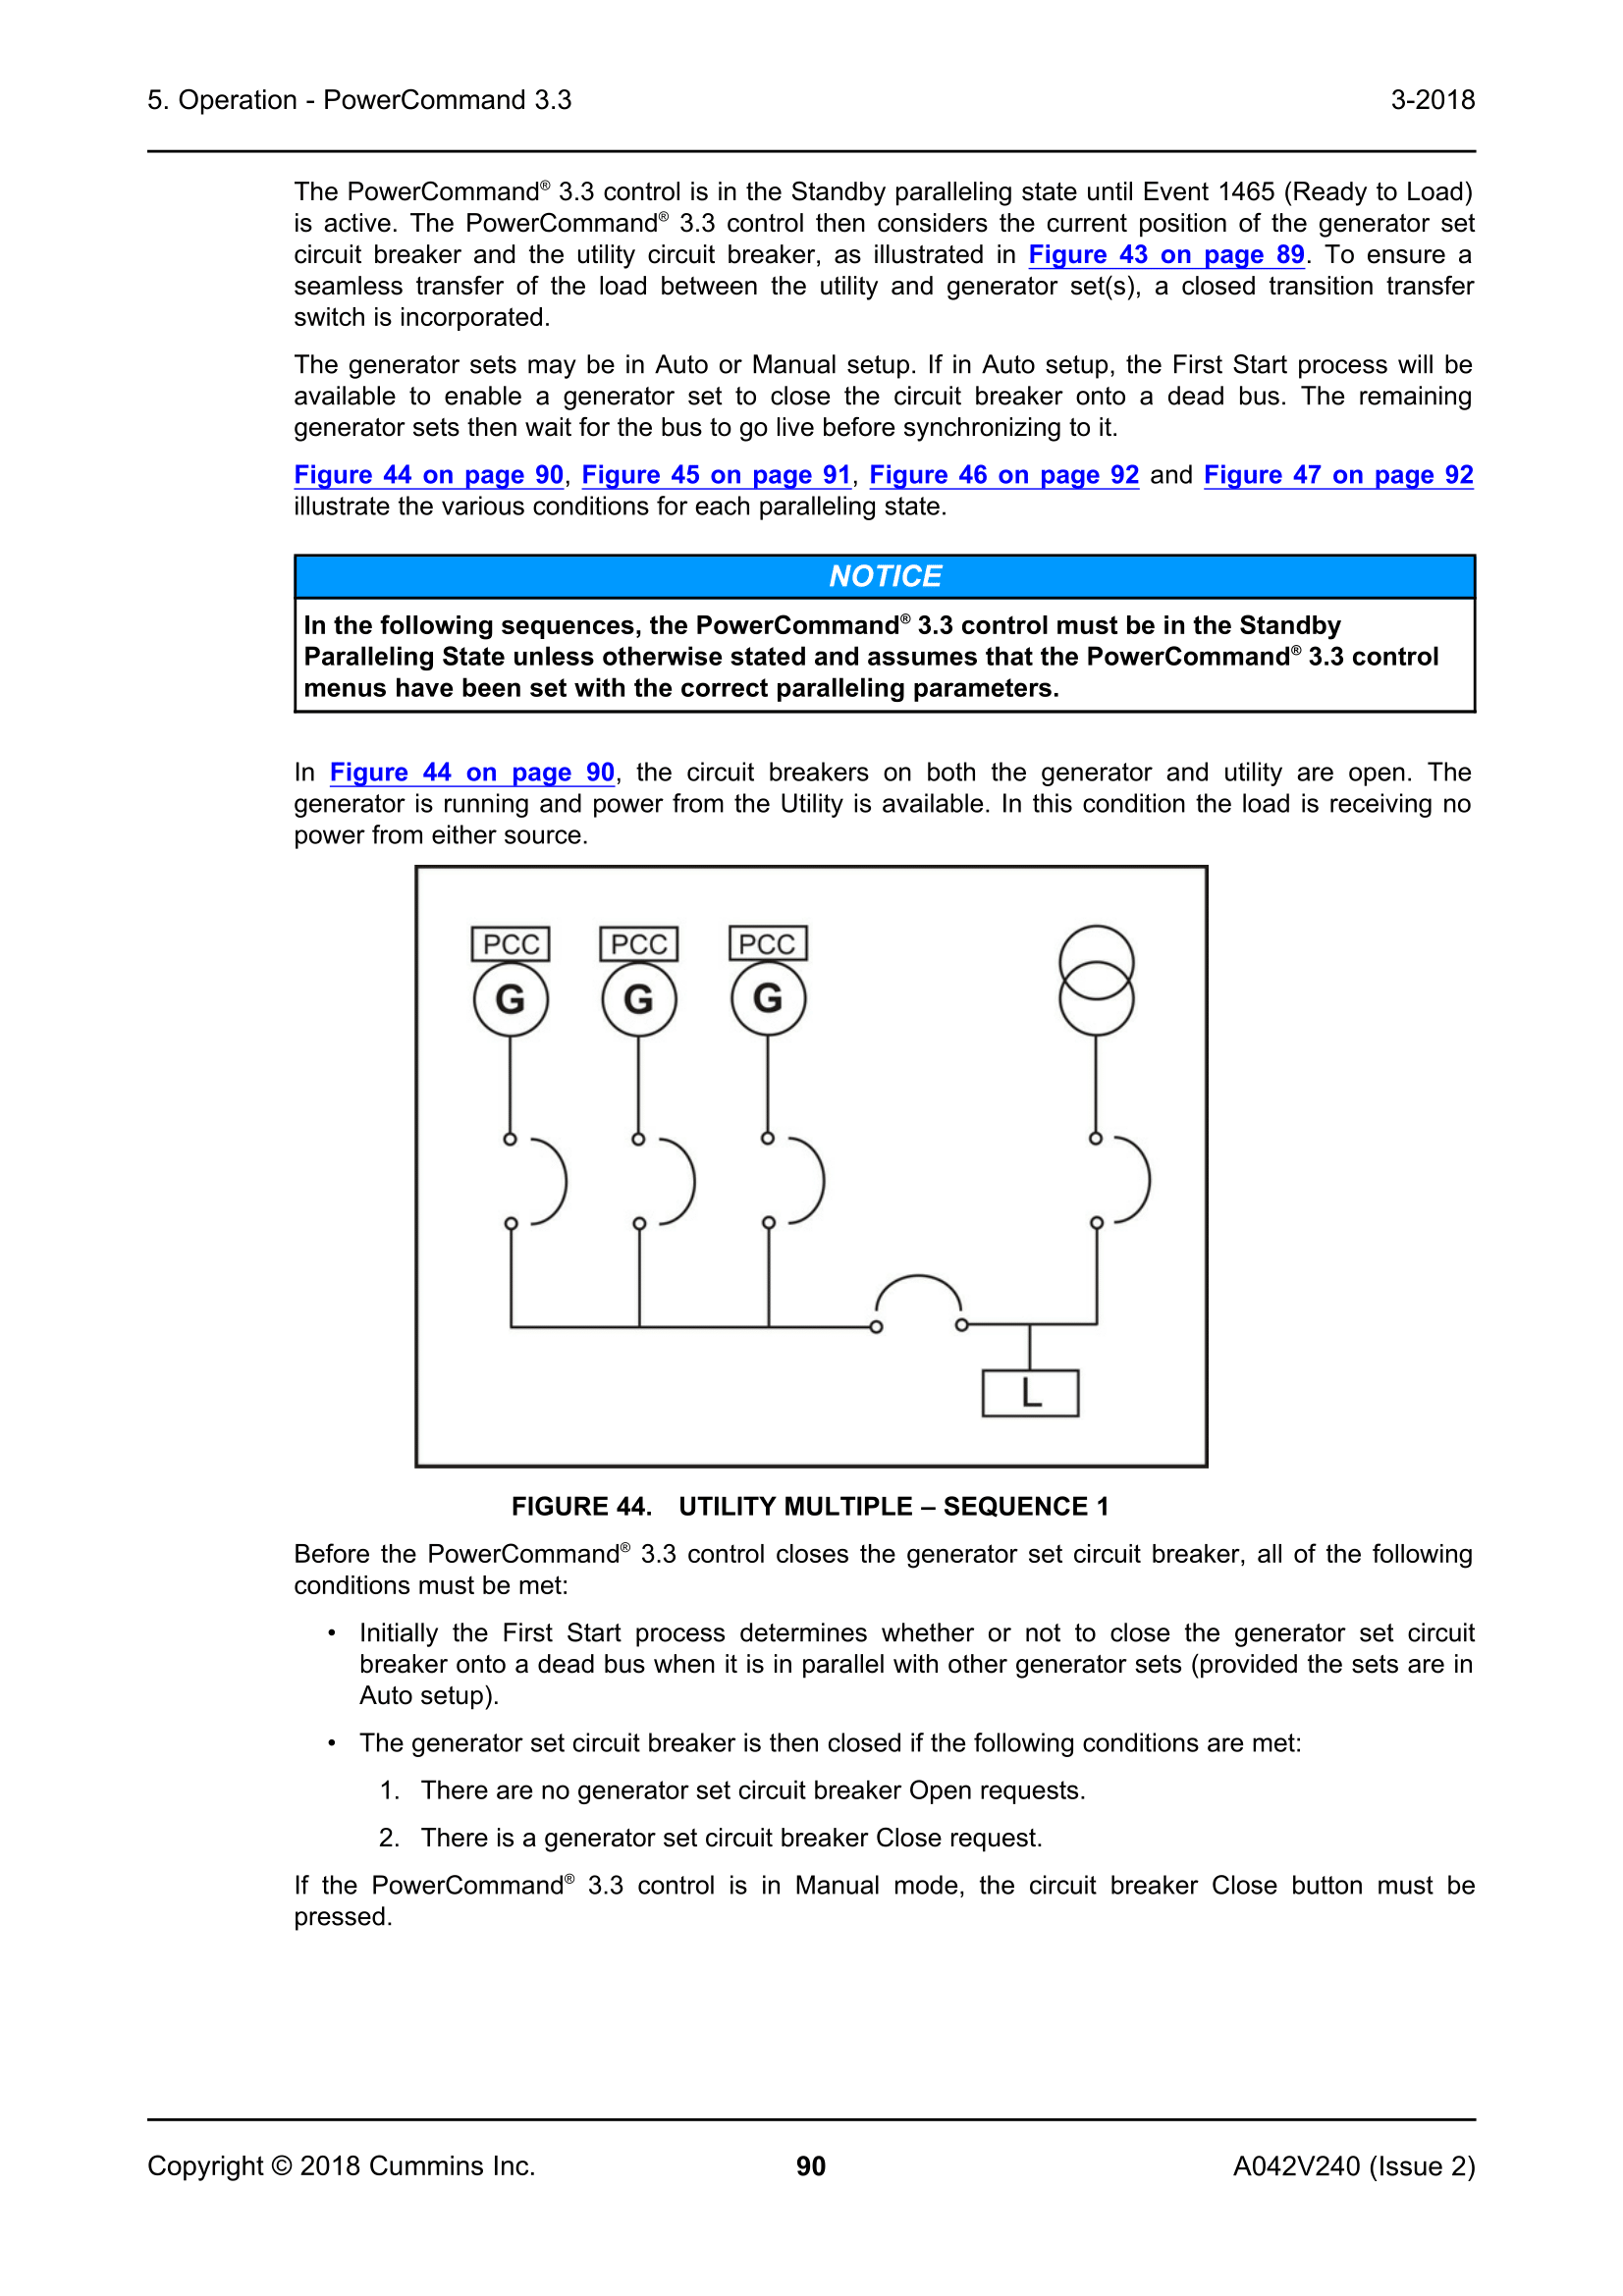 5. Operation - PowerCommand 3.3 3-2018
The PowerCommand® 3.3 control is in the Standby paralleling state until Event 1465 (Ready to Load)
is active. The PowerCommand® 3.3 control then considers the current position of the generator set
circuit breaker and the utility circuit breaker, as illustrated in Figure 43 on page 89. To ensure a
seamless transfer of the load between the utility and generator set(s), a closed transition transfer
switch is incorporated.
The generator sets may be in Auto or Manual setup. If in Auto setup, the First Start process will be
available to enable a generator set to close the circuit breaker onto a dead bus. The remaining
generator sets then wait for the bus to go live before synchronizing to it.
Figure 44 on page 90, Figure 45 on page 91, Figure 46 on page 92 and Figure 47 on page 92
illustrate the various conditions for each paralleling state.
NOTICE
In the following sequences, the PowerCommand® 3.3 control must be in the Standby
Paralleling State unless otherwise stated and assumes that the PowerCommand® 3.3 control
menus have been set with the correct paralleling parameters.
In Figure 44 on page 90, the circuit breakers on both the generator and utility are open. The
generator is running and power from the Utility is available. In this condition the load is receiving no
power from either source.
PCC PCC PCC
G G G
L
FIGURE 44. UTILITY MULTIPLE – SEQUENCE 1
Before the PowerCommand® 3.3 control closes the generator set circuit breaker, all of the following
conditions must be met:
• Initially the First Start process determines whether or not to close the generator set circuit
breaker onto a dead bus when it is in parallel with other generator sets (provided the sets are in
Auto setup).
• The generator set circuit breaker is then closed if the following conditions are met:
1. There are no generator set circuit breaker Open requests.
2. There is a generator set circuit breaker Close request.
If the PowerCommand® 3.3 control is in Manual mode, the circuit breaker Close button must be
pressed.
Copyright © 2018 Cummins Inc. 90 A042V240 (Issue 2)